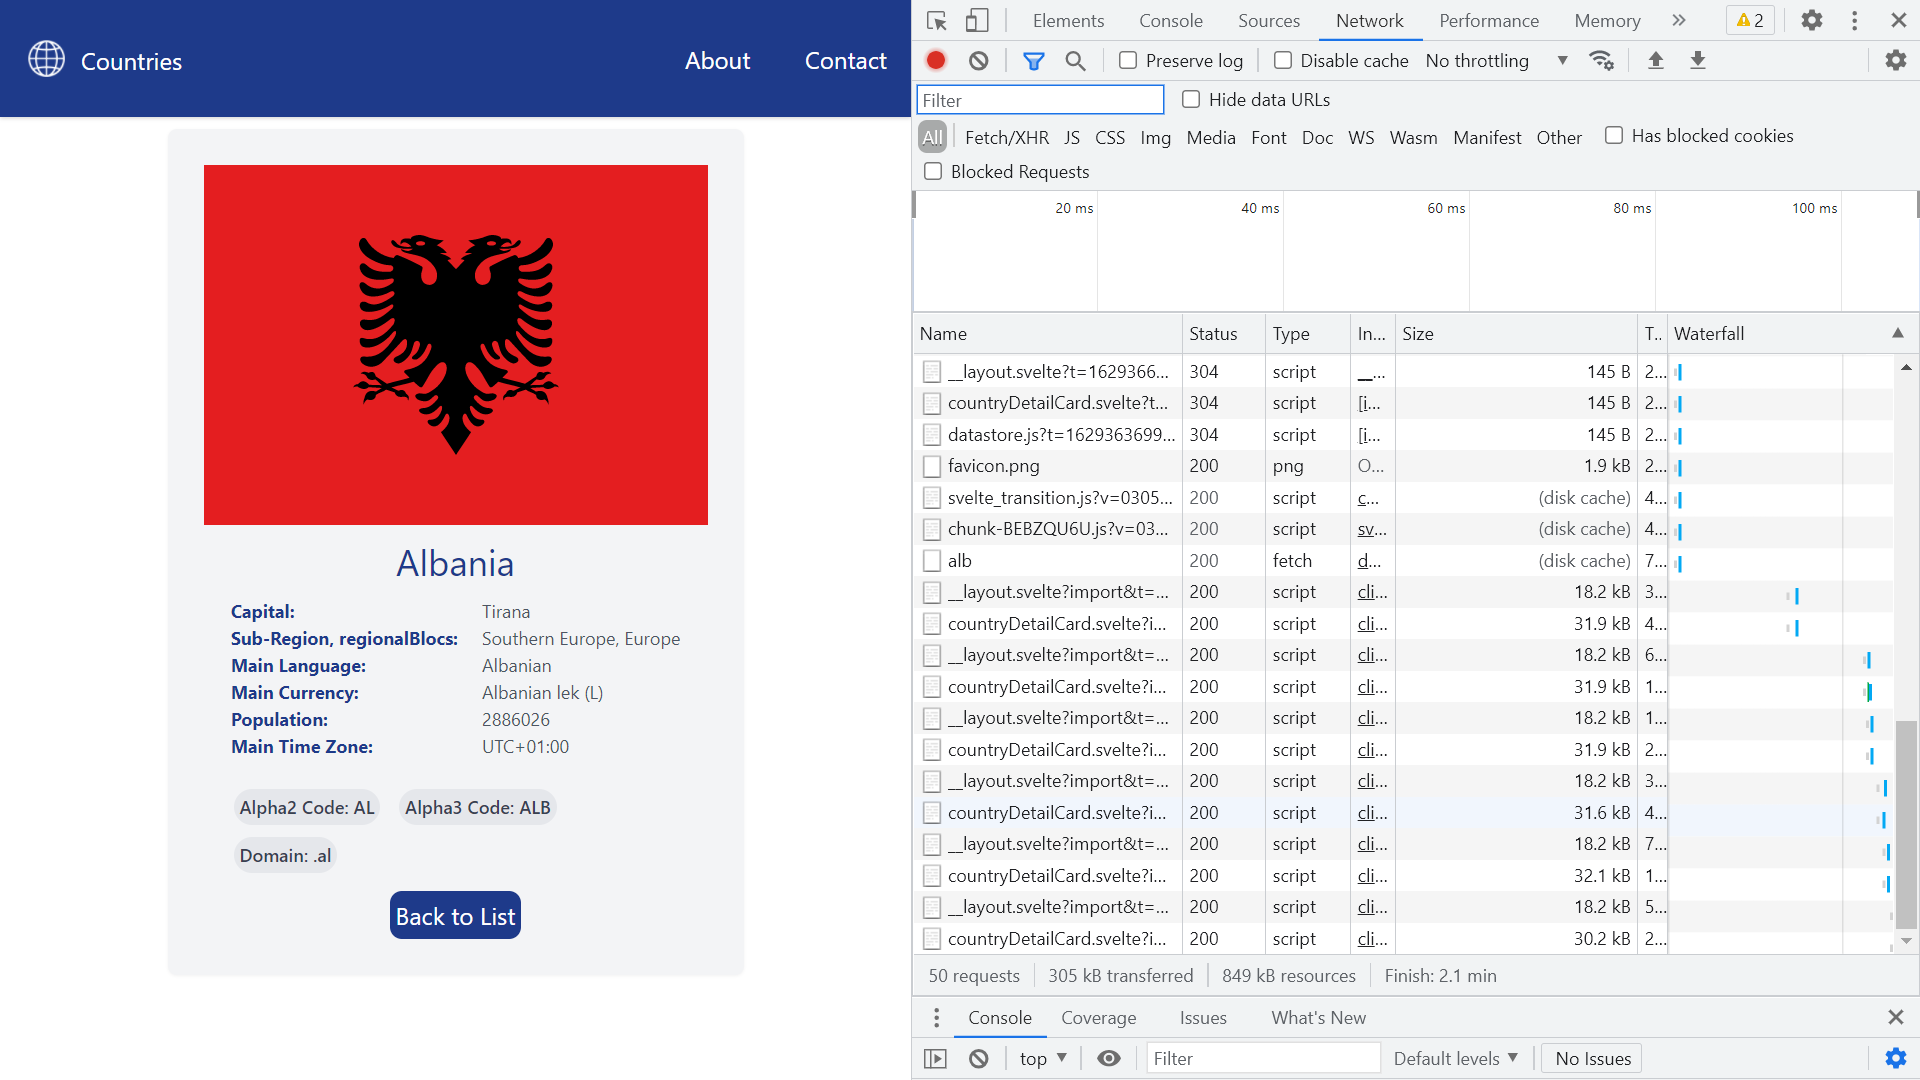 Countries
About
Contact
Albania
Capital: Tirana
Sub-Region, regionalBlocs: Southern Europe, Europe
Main Language: Albanian
Main Currency: Albanian lek (L)
Population: 2886026
Main Time Zone: UTC+01:00
Alpha2 Code: AL Alpha3 Code: ALB
Domain: .al
Back to List
Elements Console Sources Network Performance Memory 2
Preserve log Disable cache No throttling
Filter Hide data URLs
All Fetch/XHR JS CSS Img Media Font Doc WS Wasm Manifest Other Has blocked cookies
Blocked Requests
20 ms 40 ms 60 ms 80 ms 100 ms
Name Status Type In... Size T.. Waterfall
__layout.svelte?t=1629366... 304 script __... 145 B 2...
countryDetailCard.svelte?t... 304 script [i... 145 B 2...
datastore.js?t=1629363699... 304 script [i... 145 B 2...
favicon.png 200 png O... 1.9 kB 2...
svelte_transition.js?v=0305... 200 script c... (disk cache) 4...
chunk-BEBZQU6U.js?v=03... 200 script sv... (disk cache) 4...
alb 200 fetch d... (disk cache) 7...
__layout.svelte?import&t=... 200 script cli... 18.2 kB 3...
countryDetailCard.svelte?i... 200 script cli... 31.9 kB 4...
__layout.svelte?import&t=... 200 script cli... 18.2 kB 6...
countryDetailCard.svelte?i... 200 script cli... 31.9 kB 1...
__layout.svelte?import&t=... 200 script cli... 18.2 kB 1...
countryDetailCard.svelte?i... 200 script cli... 31.9 kB 2...
__layout.svelte?import&t=... 200 script cli... 18.2 kB 3...
countryDetailCard.svelte?i... 200 script cli... 31.6 kB 4...
__layout.svelte?import&t=... 200 script cli... 18.2 kB 7...
countryDetailCard.svelte?i... 200 script cli... 32.1 kB 1...
__layout.svelte?import&t=... 200 script cli... 18.2 kB 5...
countryDetailCard.svelte?i... 200 script cli... 30.2 kB 2...
50 requests 305 kB transferred 849 kB resources Finish: 2.1 min
Console Coverage Issues What's New
top Filter Default levels No Issues